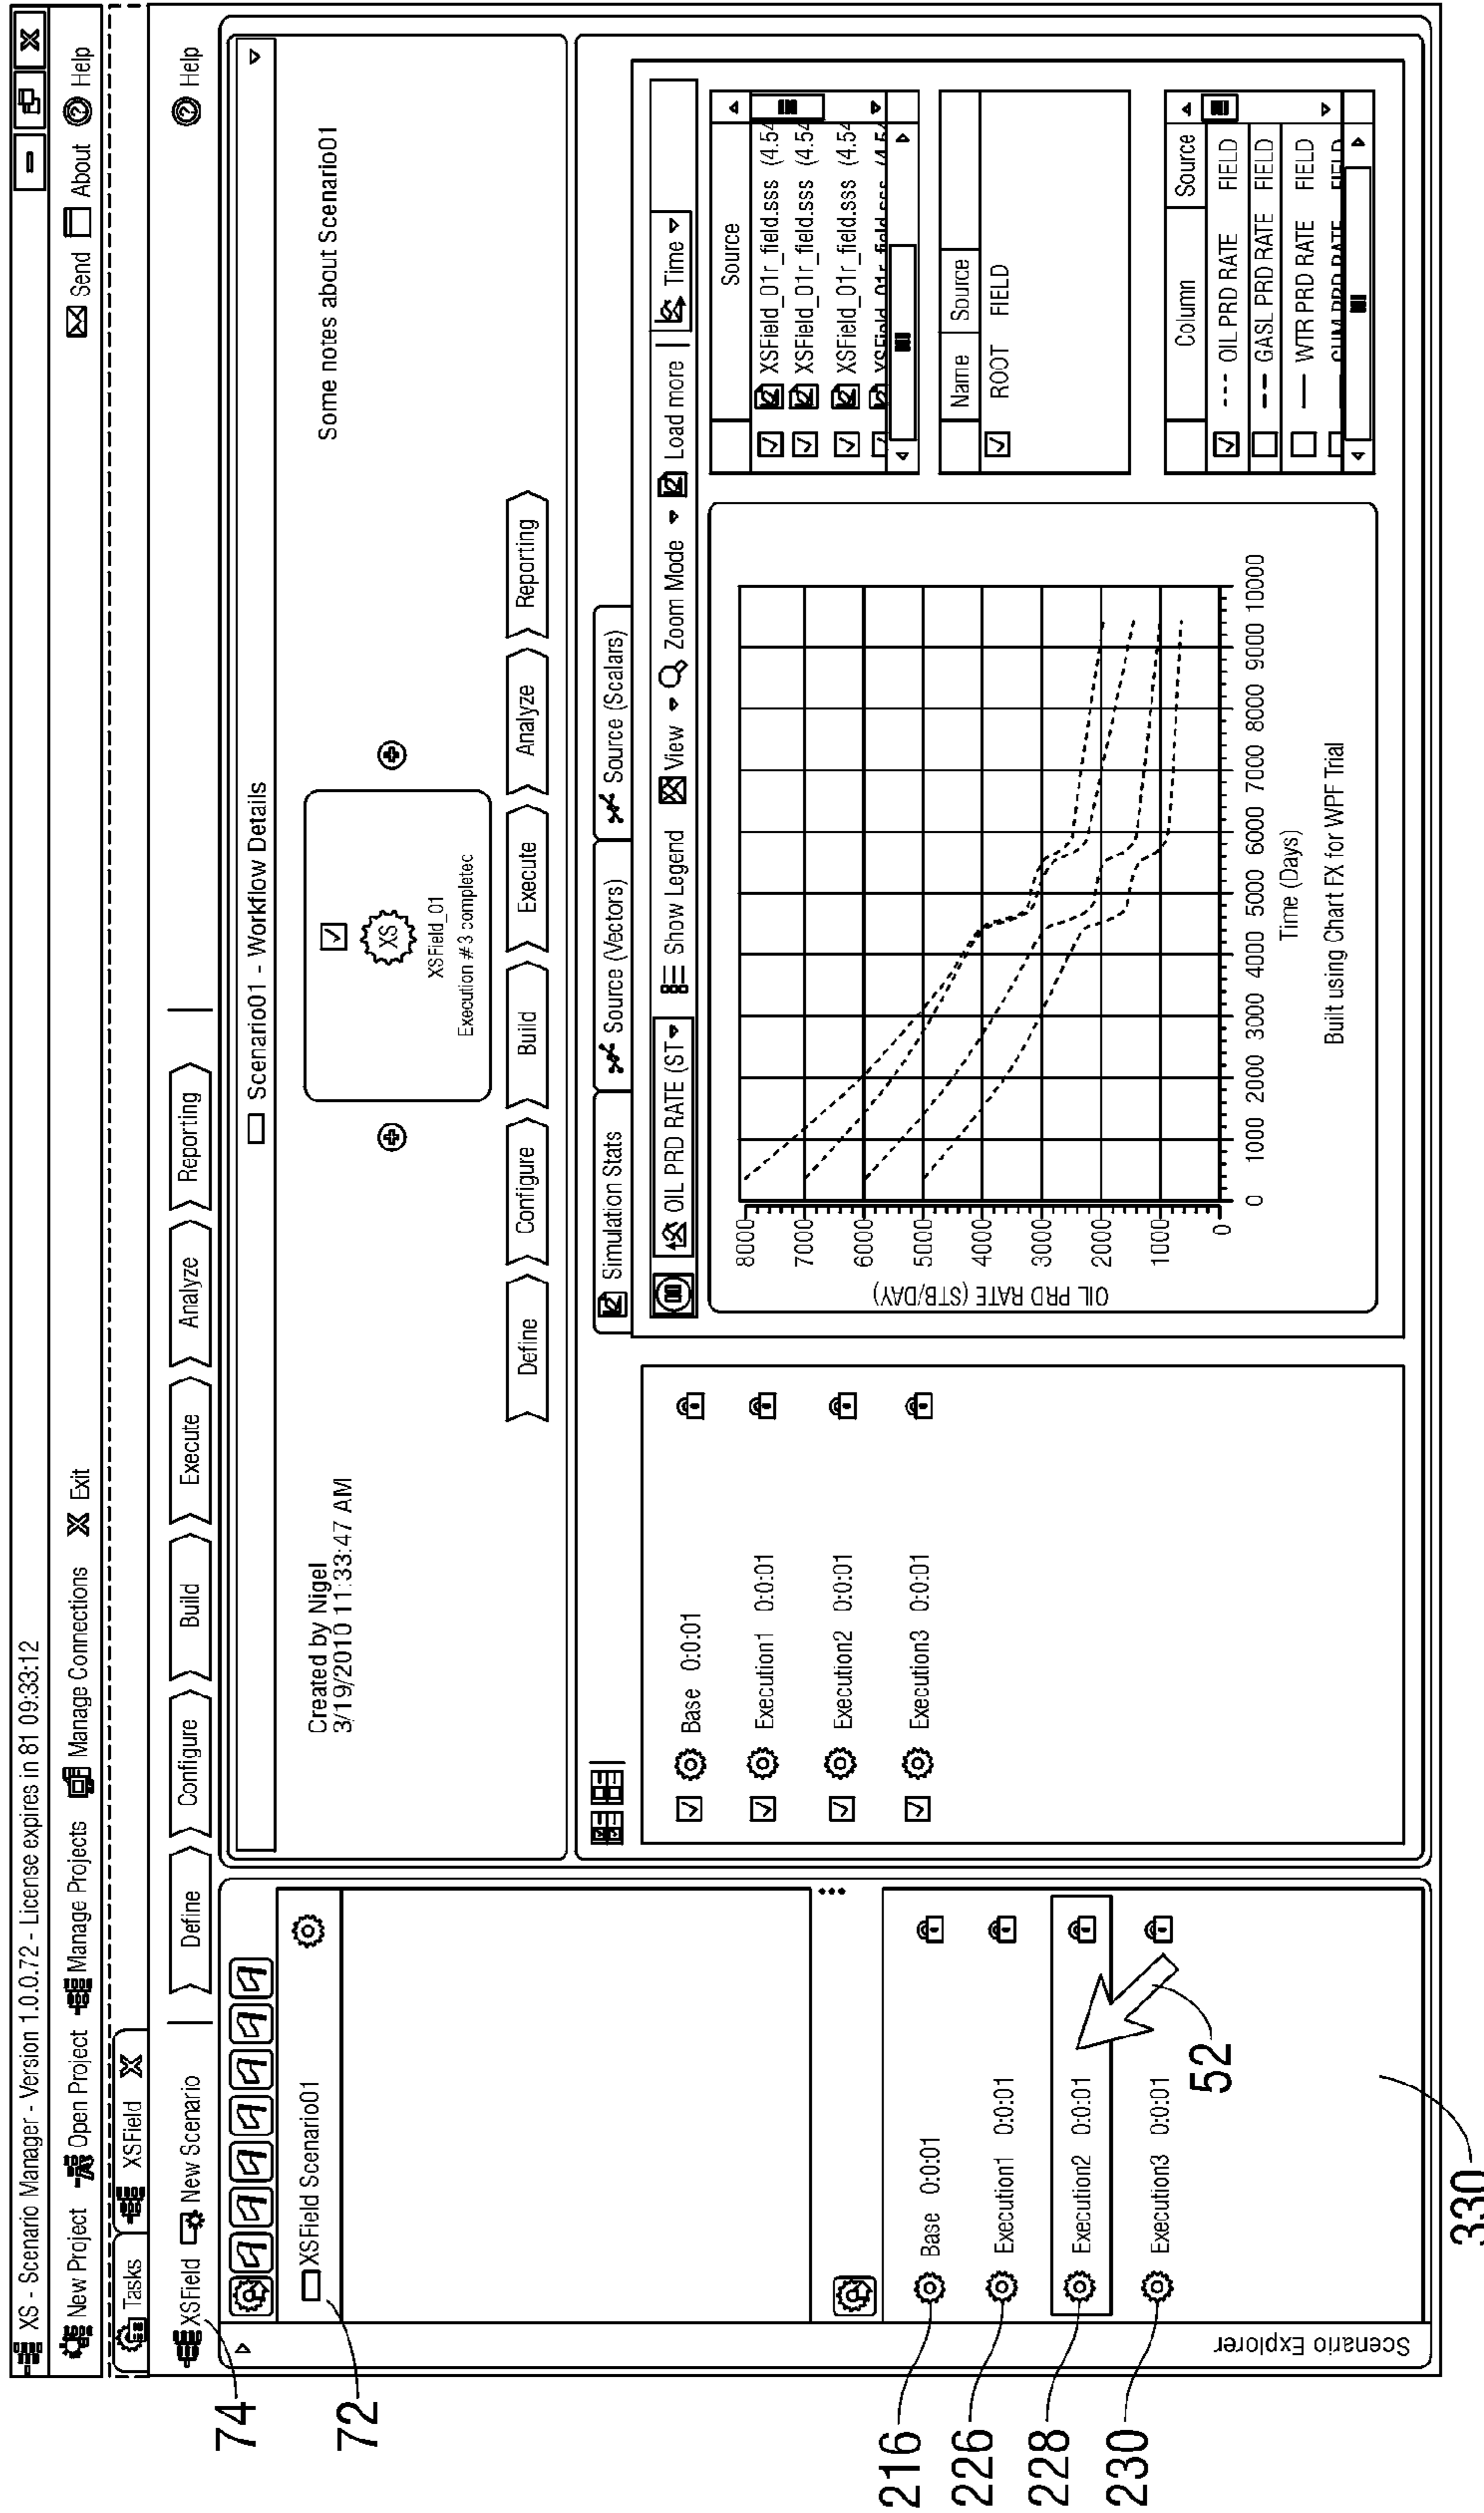 XS - Scenario Manager - Version 1.0.0.72 - License expires in 81 09:33:12
New Project Open Project Manage Projects Manage Connections X Exit Send About Help
Tasks XSField X
XSField New Scenario Define Configure Build Execute Analyze Reporting Help
Scenario Explorer
XSField Scenario01
Base 0:0:01
Execution1 0:0:01
Execution2 0:0:01
Execution3 0:0:01
Scenario01 - Workflow Details
Created by Nigel
3/19/2010 11:33:47 AM
XS
XSField_01
Execution #3 completec
Some notes about Scenario01
Define Configure Build Execute Analyze Reporting
Base 0:0:01
Execution1 0:0:01
Execution2 0:0:01
Execution3 0:0:01
Simulation Stats Source (Vectors) Source (Scalars)
OIL PRD RATE (ST Show Legend View Zoom Mode Load more Time
OIL PRD RATE (STB/DAY)
8000
7000
6000
5000
4000
3000
2000
1000
0
0 1000 2000 3000 4000 5000 6000 7000 8000 9000 10000
Time (Days)
Built using Chart FX for WPF Trial
Source
XSField_01r_field.sss (4.54
XSField_01r_field.sss (4.54
XSField_01r_field.sss (4.54
XSField_01r_field.sss (4.54
Name Source
ROOT FIELD
Column Source
OIL PRD RATE FIELD
GASL PRD RATE FIELD
WTR PRD RATE FIELD
PRD RATE FIELD
74
72
216
226
228
230
52
330